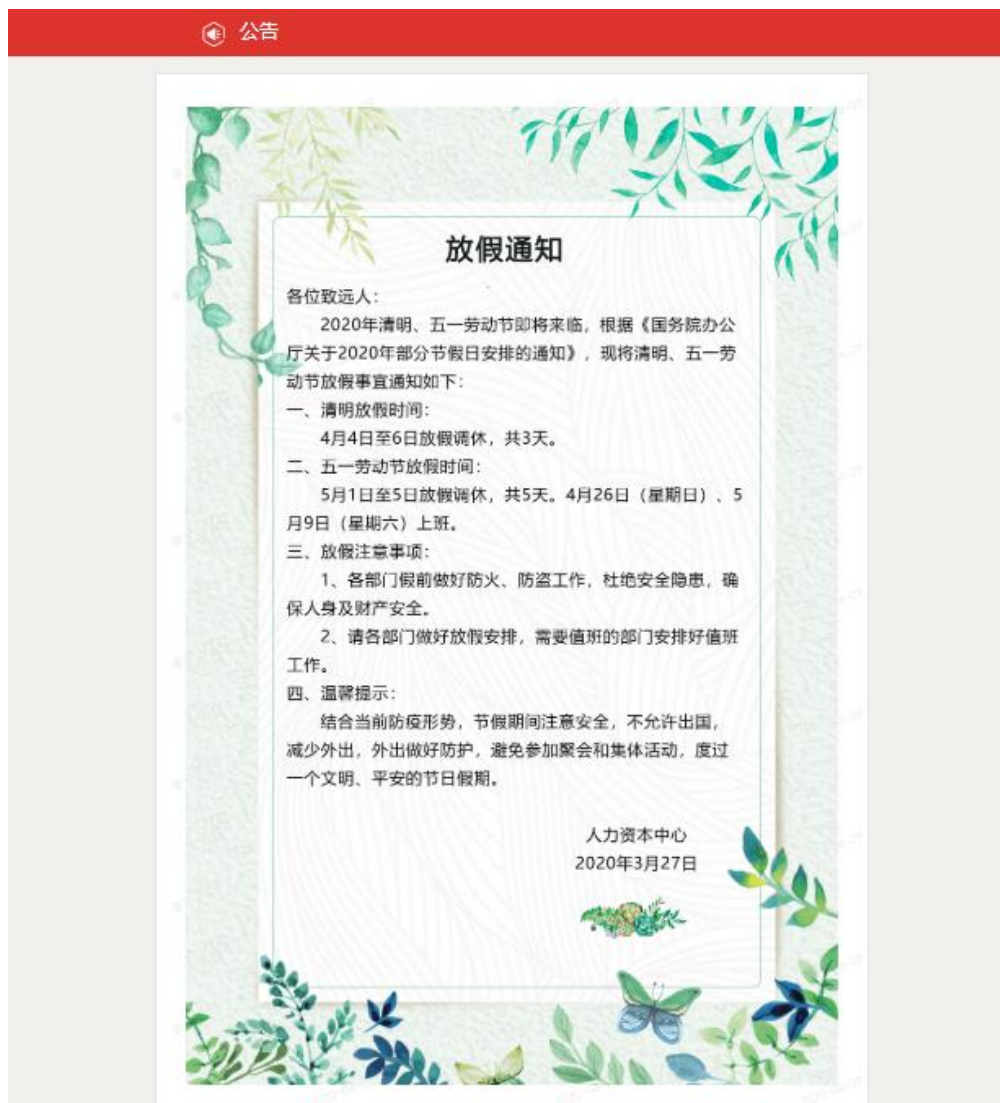 公告
放假通知
各位致远人：
2020年清明、五一劳动节即将来临，根据《国务院办公
厅关于2020年部分节假日安排的通知》，现将清明、五一劳
动节放假事宜通知如下：
一、清明放假时间：
4月4日至6日放假调休，共3天。
二、五一劳动节放假时间：
5月1日至5日放假调休，共5天。4月26日（星期日）、5
月9日（星期六）上班。
三、放假注意事项：
1、各部门假前做好防火、防盗工作，杜绝安全隐患，确
保人身及财产安全。
2、请各部门做好放假安排，需要值班的部门安排好值班
工作。
四、温馨提示：
结合当前防疫形势，节假期间注意安全，不允许出国，
减少外出，外出做好防护，避免参加聚会和集体活动，度过
一个文明、平安的节日假期。
人力资本中心
2020年3月27日